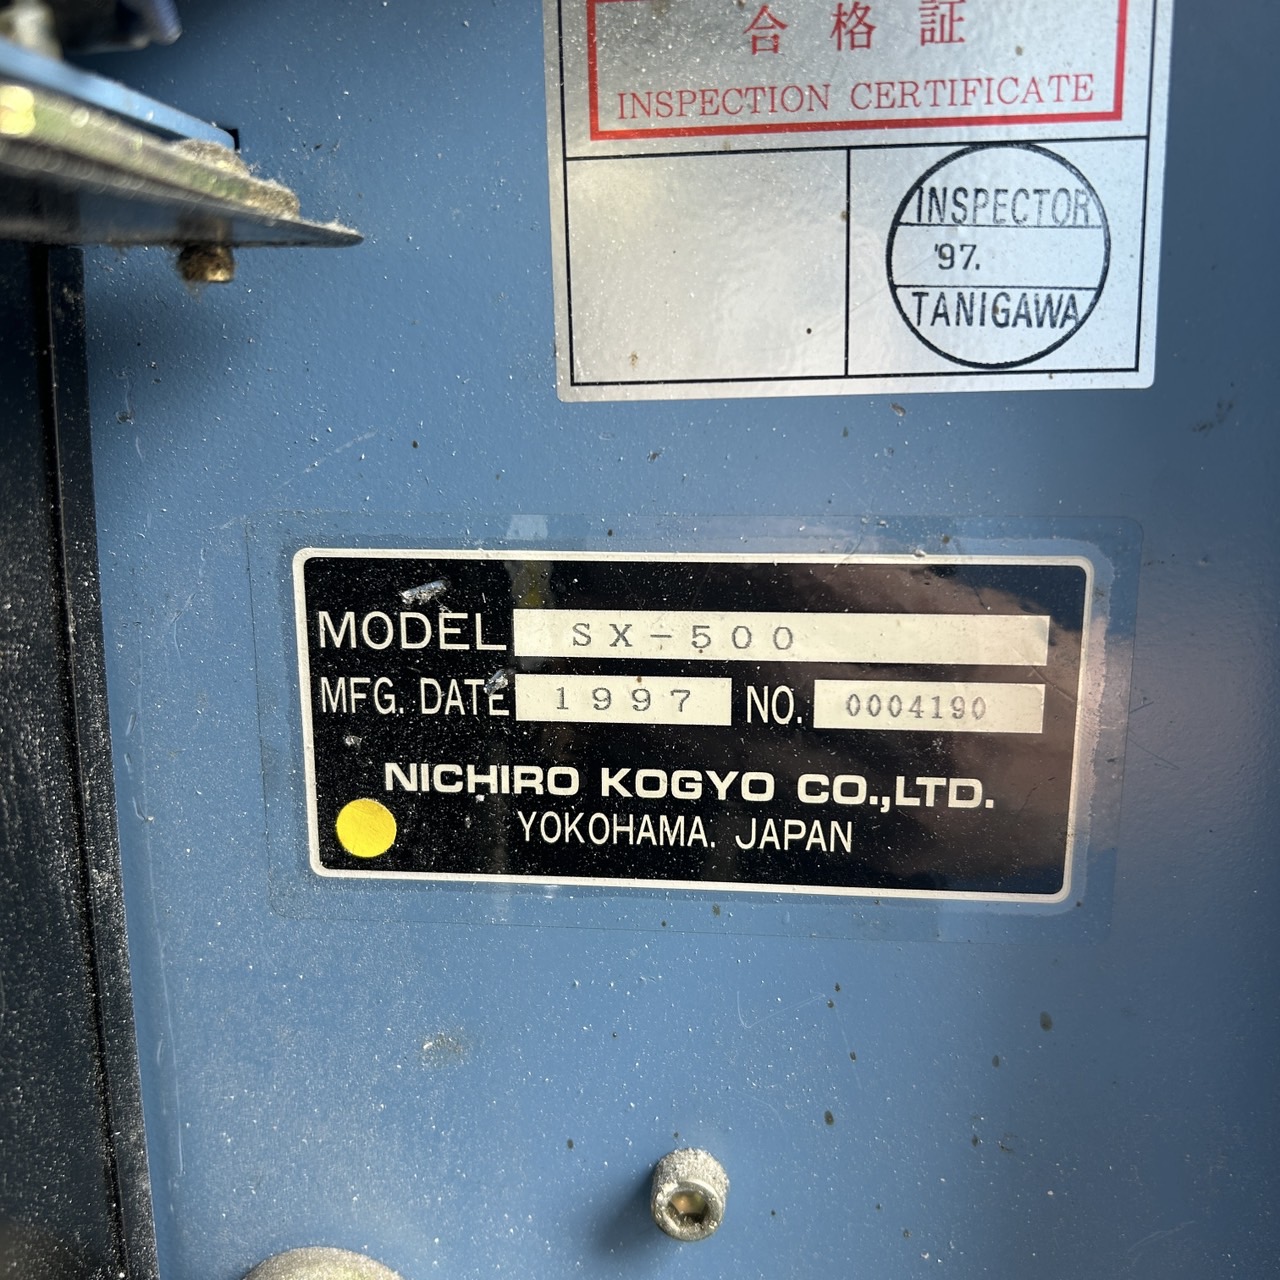 合格証
INSPECTION CERTIFICATE
INSPECTOR
'97.
TANIGAWA
MODEL SX-500
MFG. DATE 1997 NO. 0004190
NICHIRO KOGYO CO.,LTD.
YOKOHAMA. JAPAN